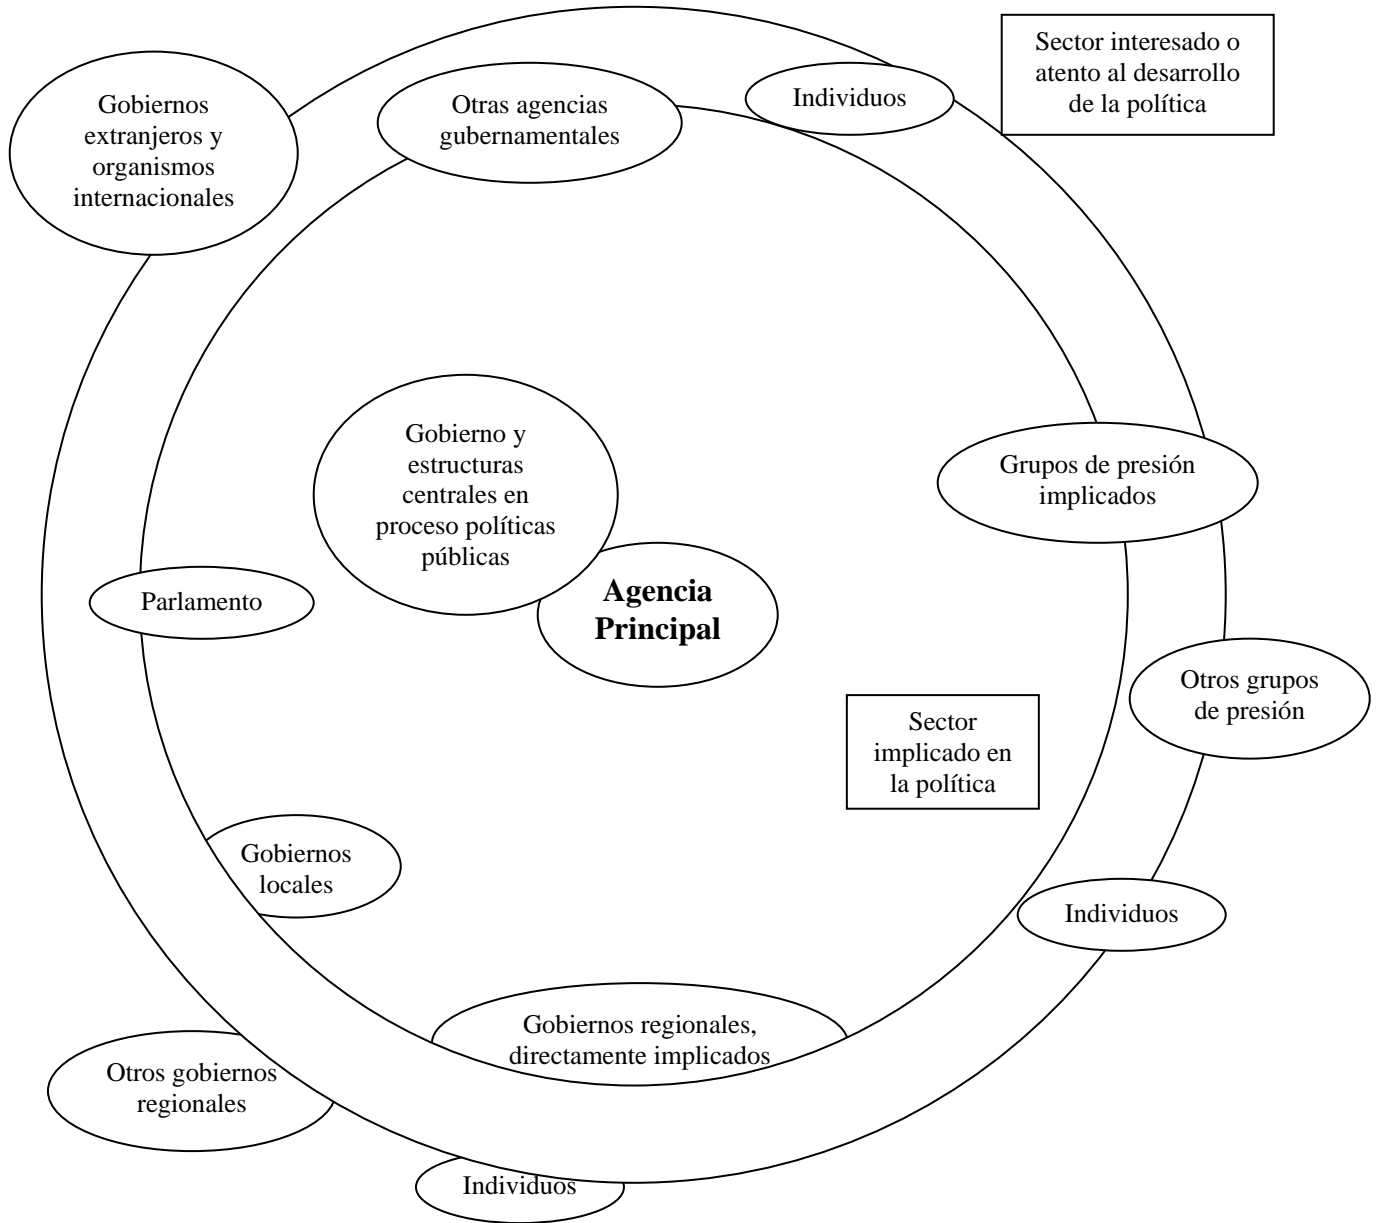 Sector interesado o
atento al desarrollo
de la política
Gobiernos
extranjeros y
organismos
internacionales
Otras agencias
gubernamentales
Individuos
Gobierno y
estructuras
centrales en
proceso políticas
públicas
Grupos de presión
implicados
Parlamento
Agencia
Principal
Otros grupos
de presión
Sector
implicado en
la política
Gobiernos
locales
Individuos
Gobiernos regionales,
directamente implicados
Otros gobiernos
regionales
Individuos